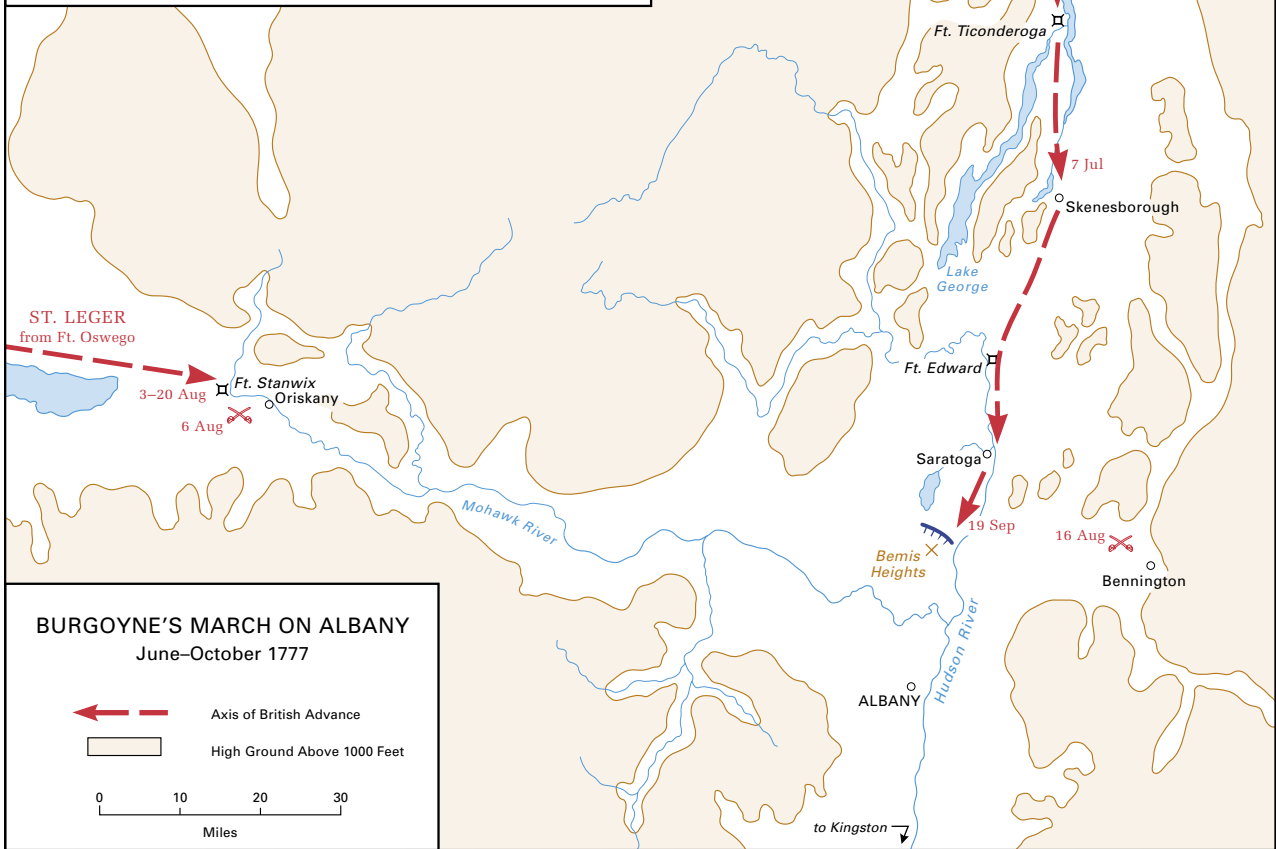 Ft. Ticonderoga
7 Jul
Skenesborough
Lake
George
ST. LEGER
from Ft. Oswego
Ft. Edward
Ft. Stanwix
3–20 Aug
Oriskany
6 Aug
Saratoga
Mohawk River
19 Sep
16 Aug
Bemis
Heights
Bennington
Hudson River
ALBANY
to Kingston
BURGOYNE'S MARCH ON ALBANY
June–October 1777
Axis of British Advance
High Ground Above 1000 Feet
0 10 20 30
Miles